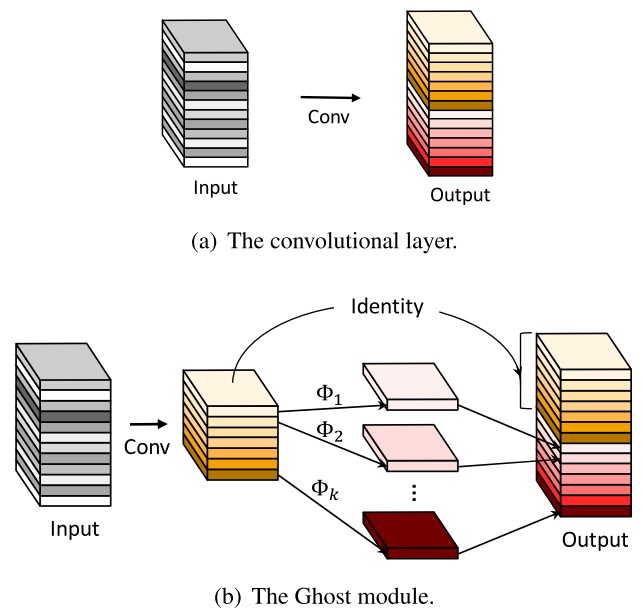 Conv
Input
Output
(a) The convolutional layer.
Identity
Φ1
Φ2
Conv
Φk
⋮
Input
Output
(b) The Ghost module.